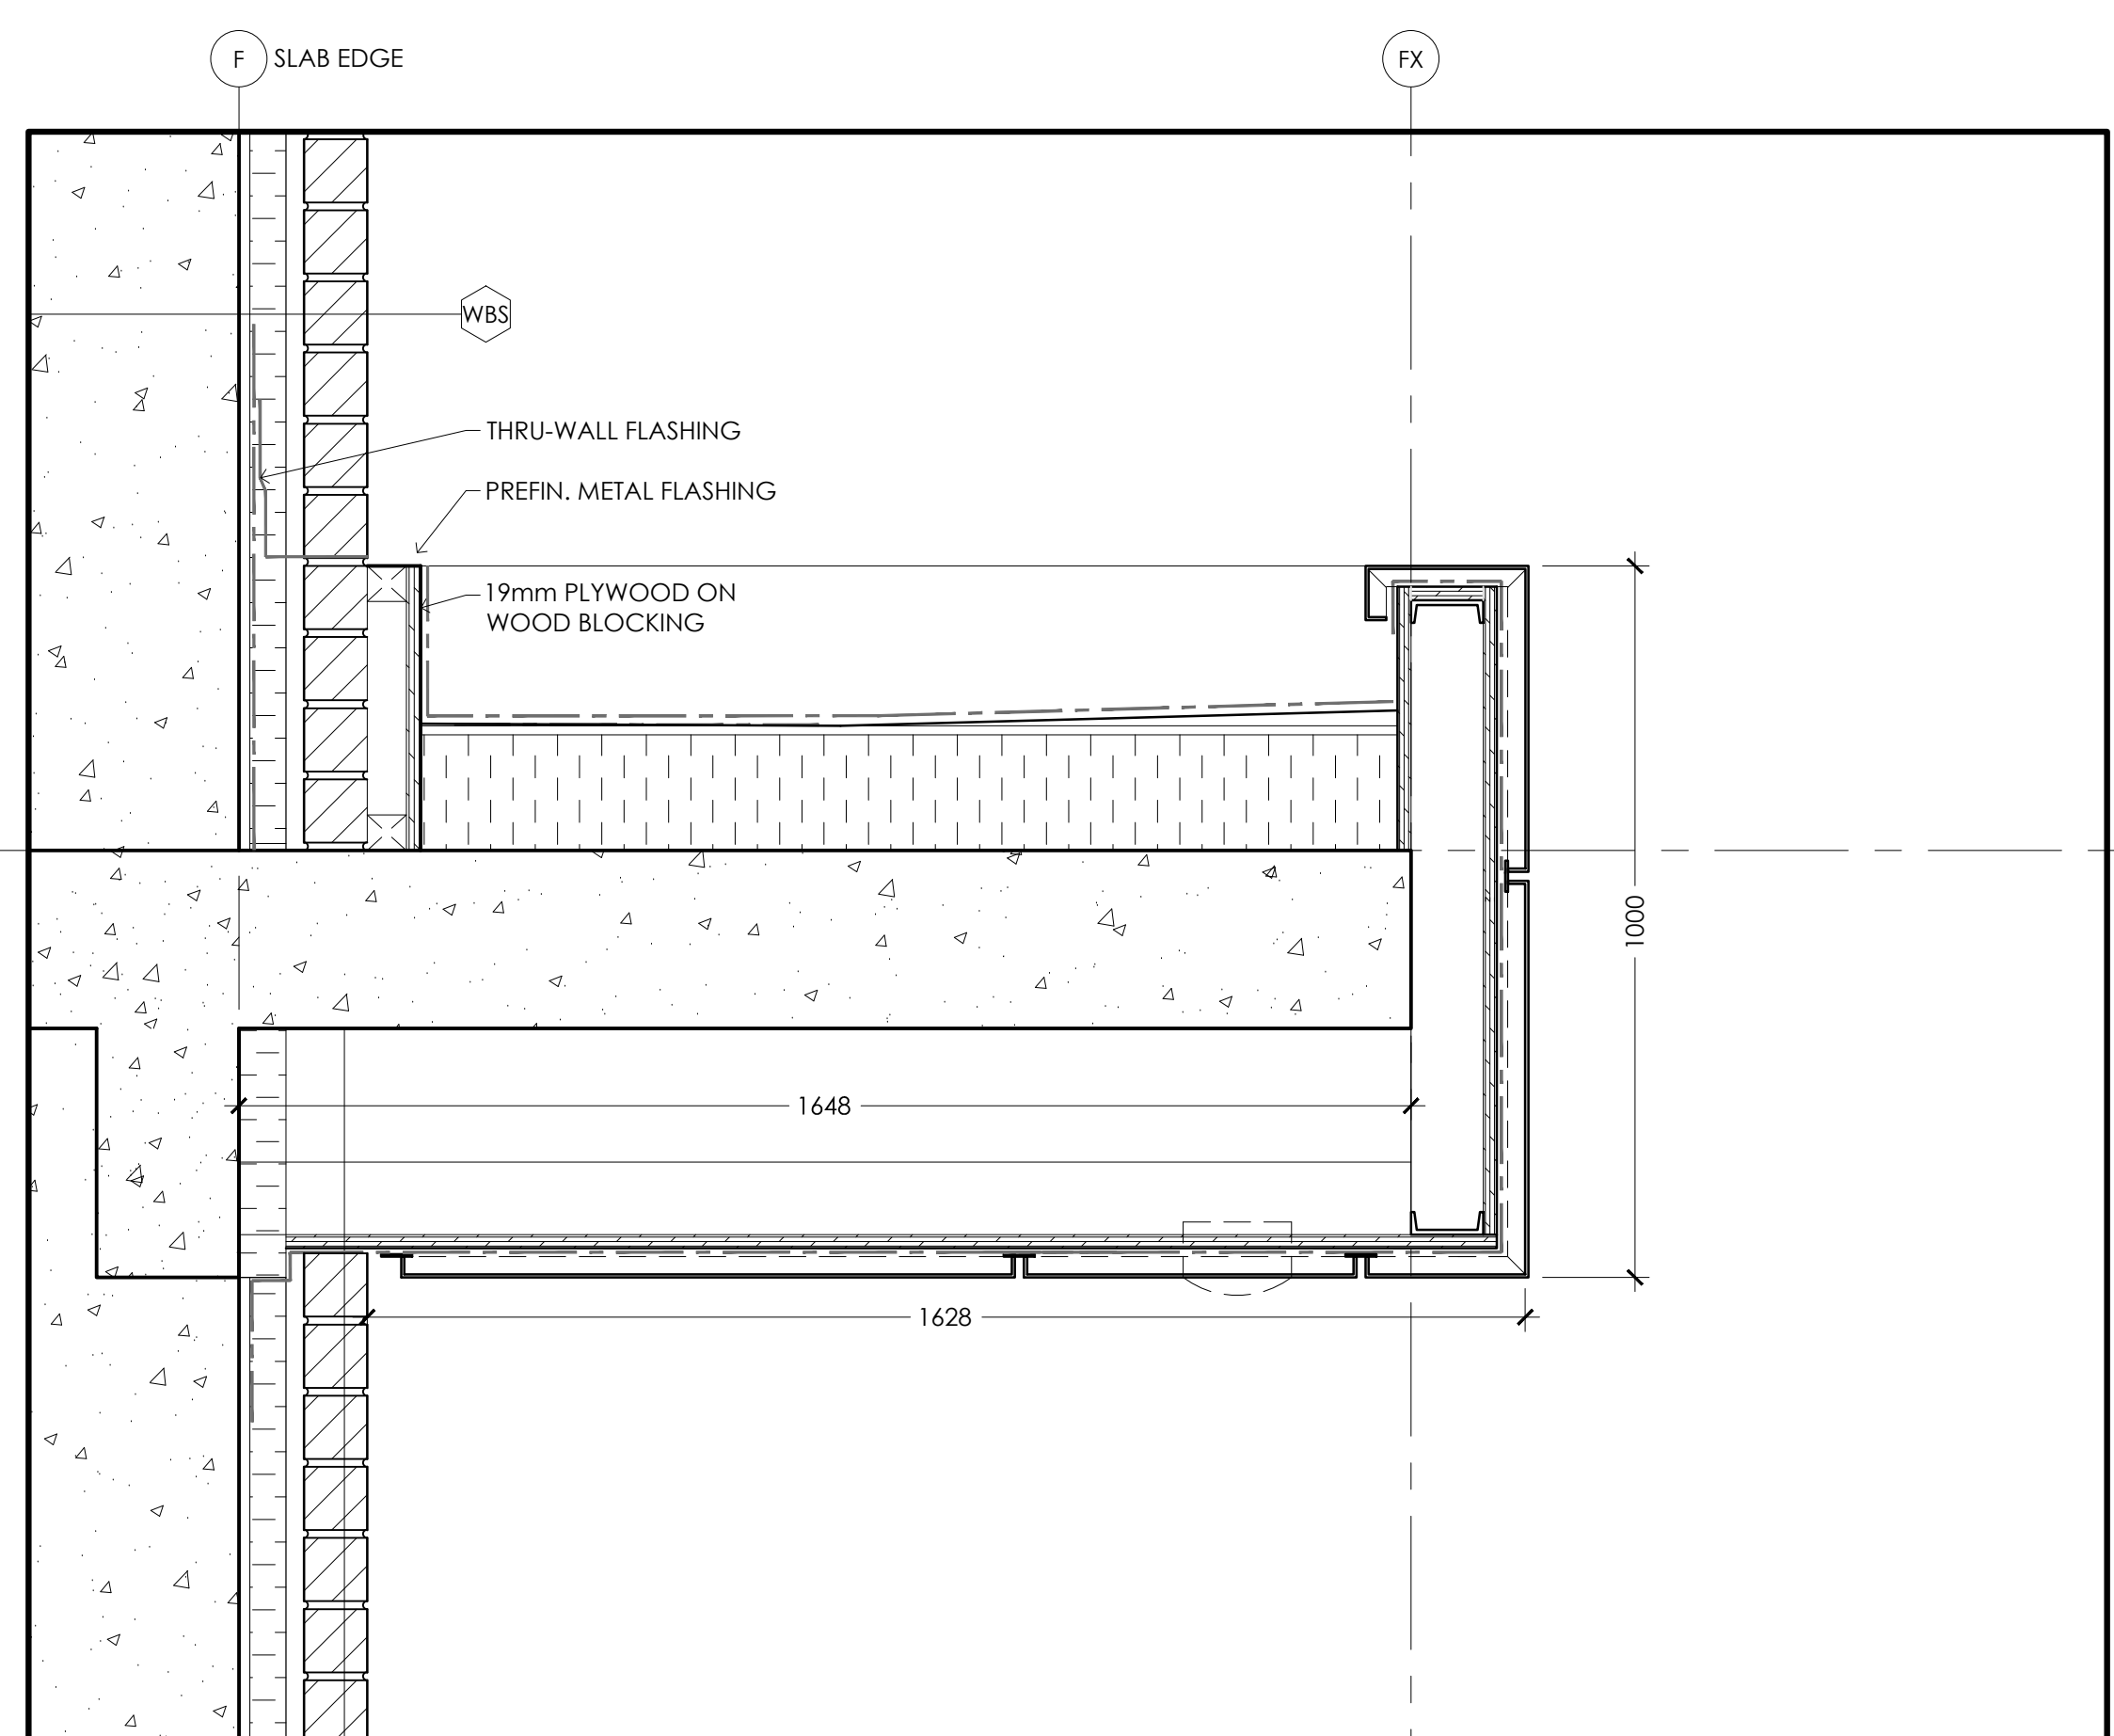 F SLAB EDGE
FX
WBS
THRU-WALL FLASHING
PREFIN. METAL FLASHING
19mm PLYWOOD ON
WOOD BLOCKING
1000
1648
1628